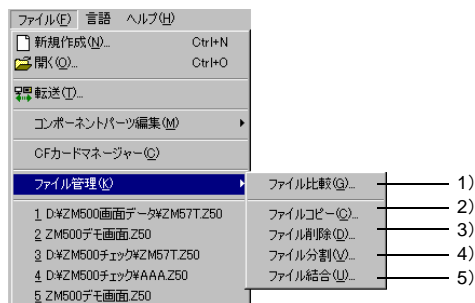 ファイル(F) 言語 ヘルプ(H)
新規作成(N)... Ctrl+N
開く(O)... Ctrl+O
転送(T)...
コンポーネントパーツ編集(M)
CFカードマネージャー(C)
ファイル管理(K)
ファイル比較(G)... 1)
ファイルコピー(C)... 2)
ファイル削除(D)... 3)
ファイル分割(V)... 4)
ファイル結合(U)... 5)
1 D:¥ZM500画面データ¥ZM57T.Z50
2 ZM500デモ画面.Z50
3 D:¥ZM500チェック¥ZM57T.Z50
4 D:¥ZM500チェック¥AAA.Z50
5 ZM500デモ画面.Z50